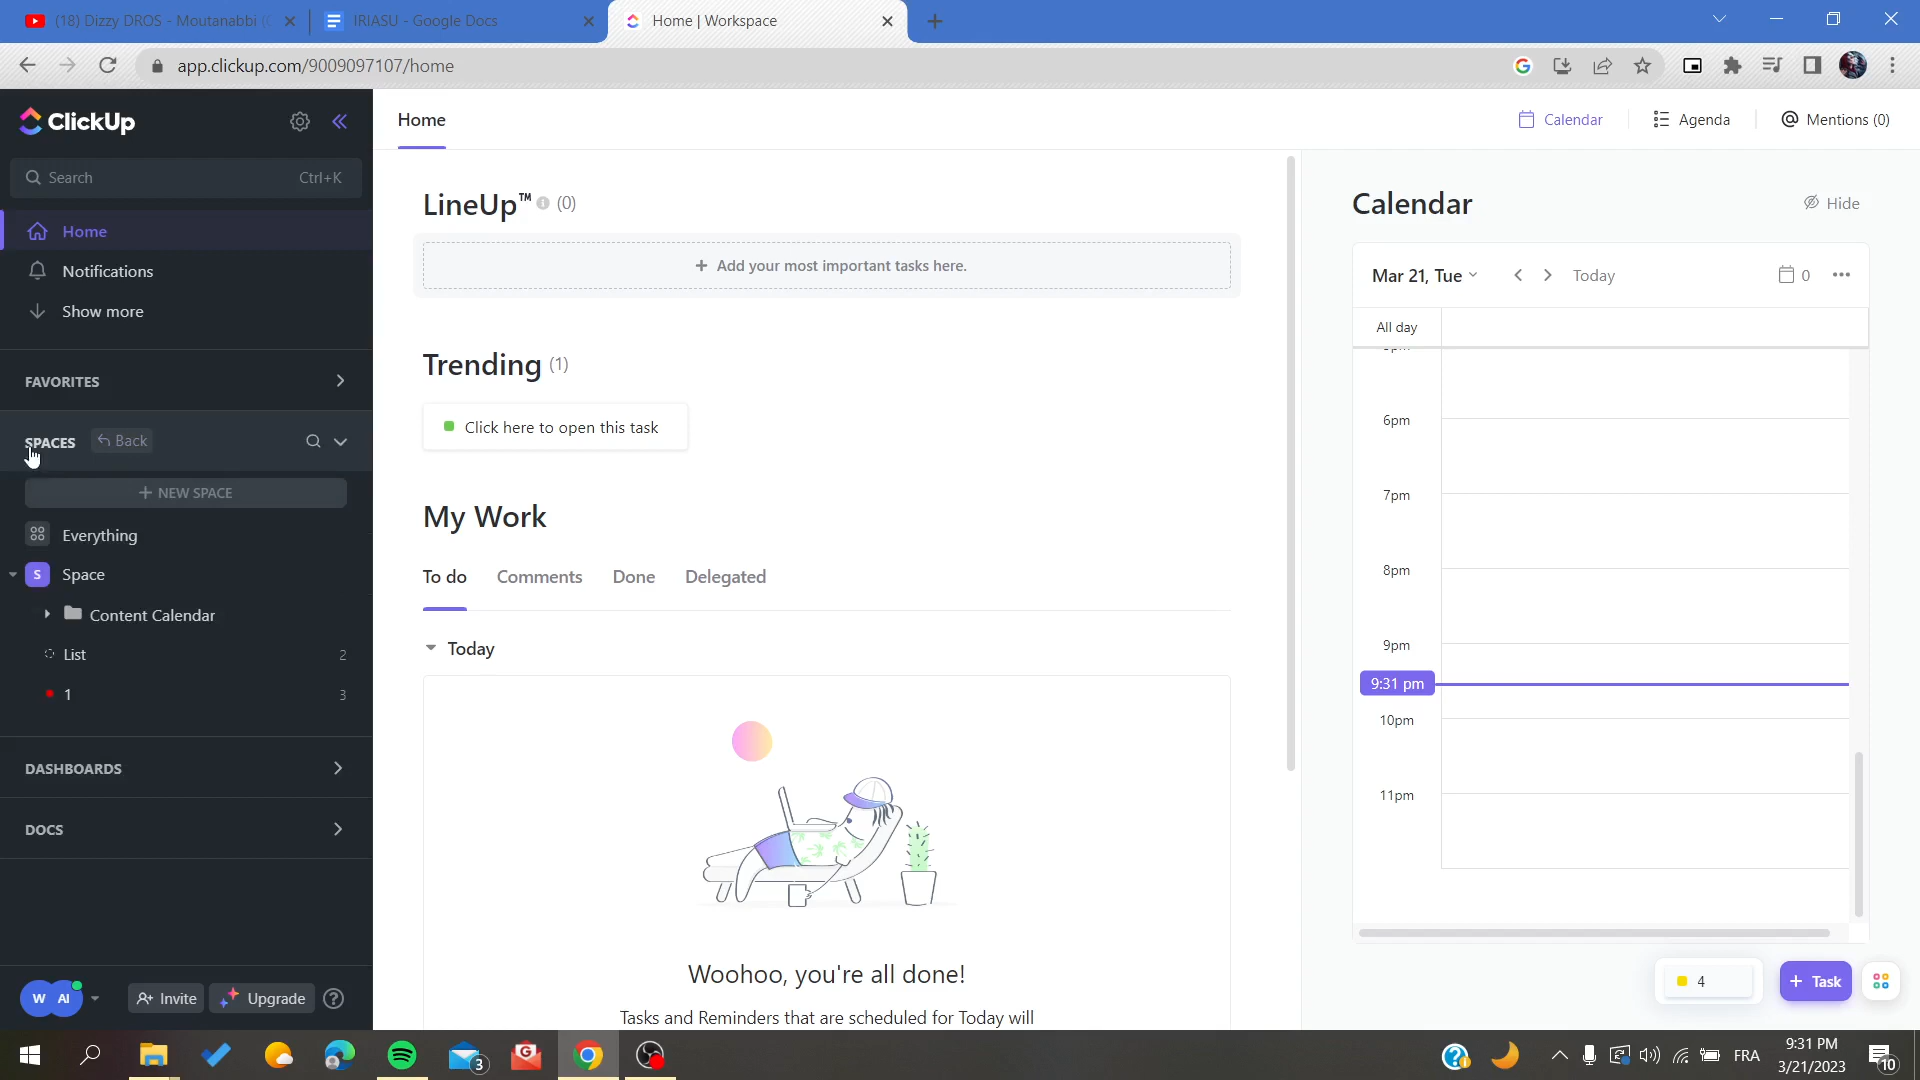 (18) Dizzy DROS - Moutanabbi (
IRIASU - Google Docs
Home | Workspace
app.clickup.com/9009097107/home
ClickUp
Search Ctrl+K
Home
Notifications
Show more
FAVORITES
SPACES Back
+ NEW SPACE
Everything
S Space
Content Calendar
List 2
1 3
DASHBOARDS
DOCS
W AI Invite Upgrade ?
Home
Calendar Agenda @ Mentions (0)
LineUp™ (0)
+ Add your most important tasks here.
Trending (1)
Click here to open this task
My Work
To do Comments Done Delegated
Today
Woohoo, you're all done!
Tasks and Reminders that are scheduled for Today will
Calendar Hide
Mar 21, Tue Today 0
All day
6pm
7pm
8pm
9pm
9:31 pm
10pm
11pm
4
+ Task
3
FRA
9:31 PM
3/21/2023
10